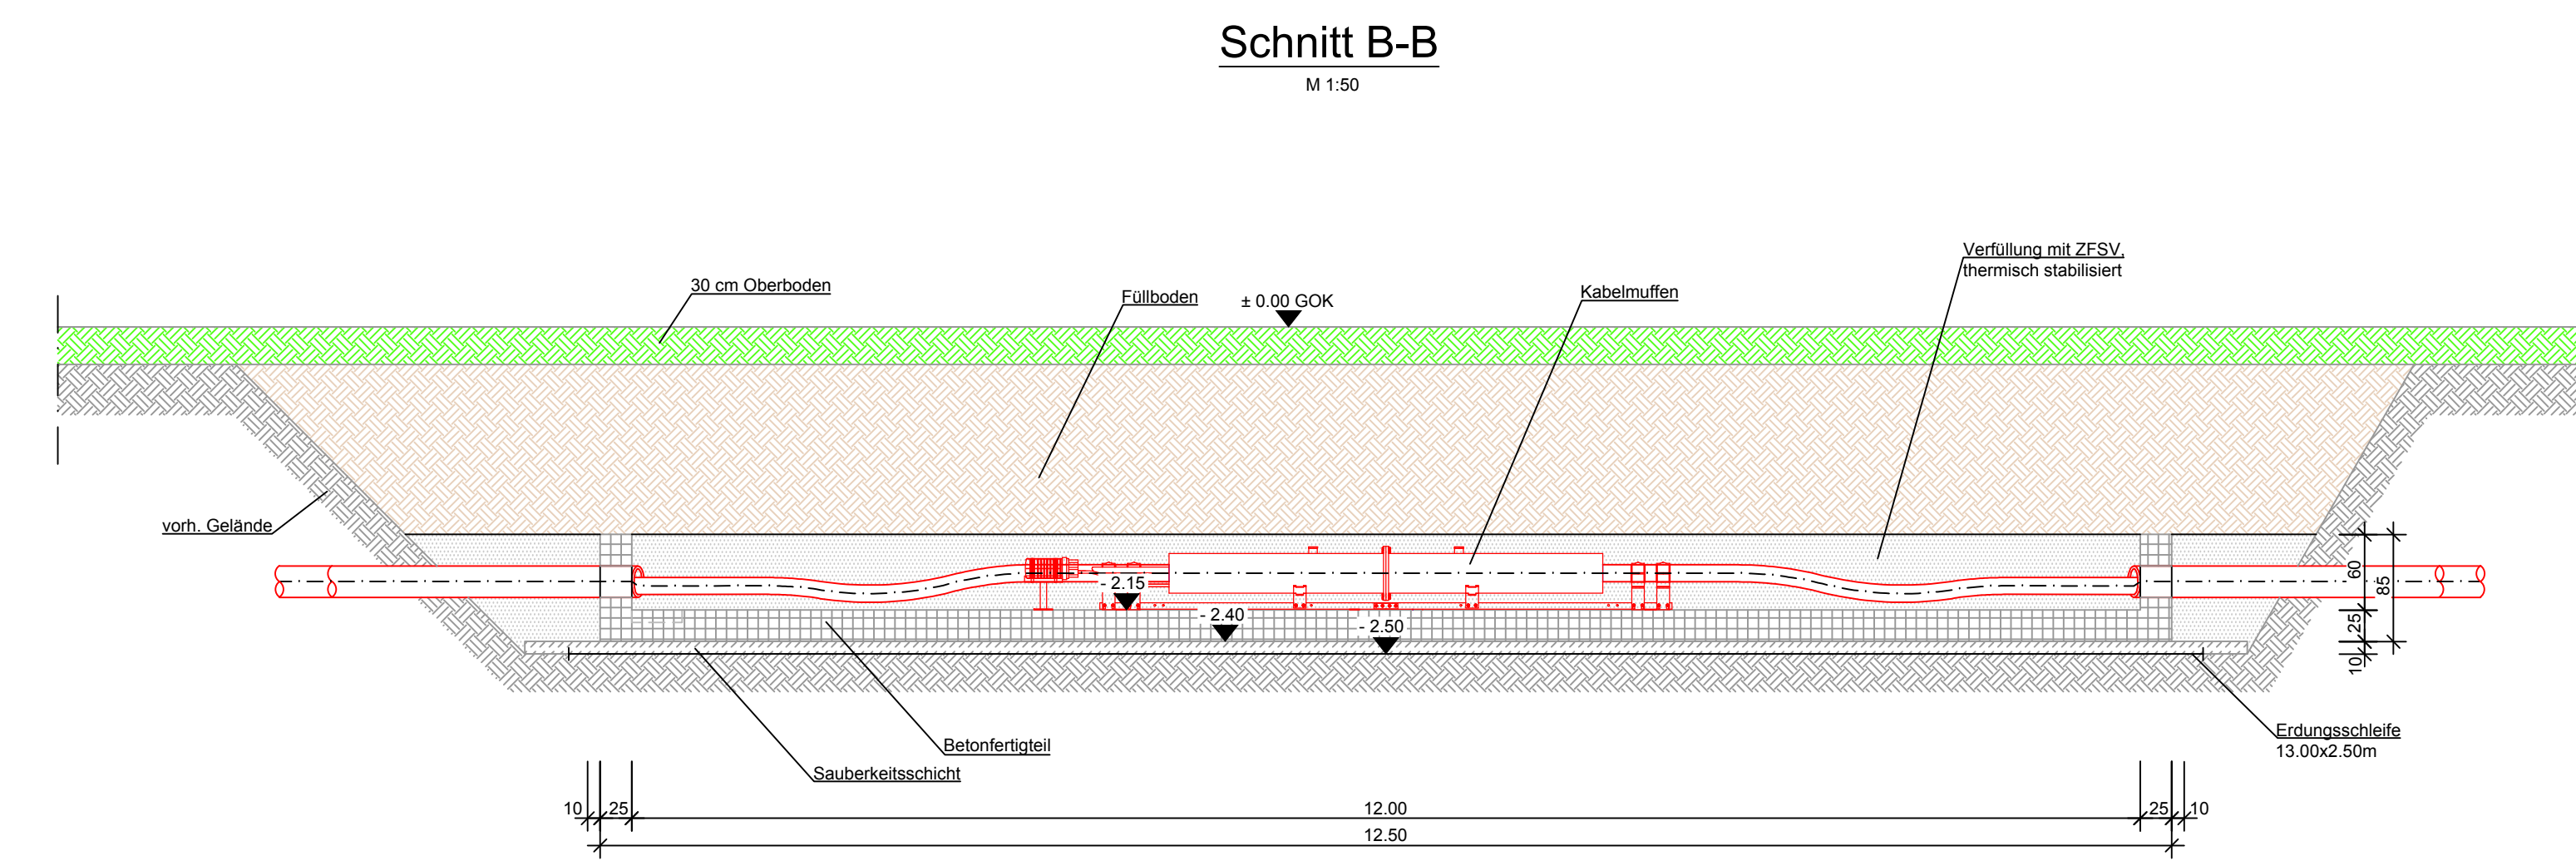 Schnitt B-B
M 1:50
Verfüllung mit ZFSV,
thermisch stabilisiert
30 cm Oberboden
Füllboden
± 0.00 GOK
Kabelmuffen
vorh. Gelände
- 2.15
- 2.40
- 2.50
60
85
25
10
Erdungsschleife
13.00x2.50m
Betonfertigteil
Sauberkeitsschicht
10
25
12.00
25
10
12.50